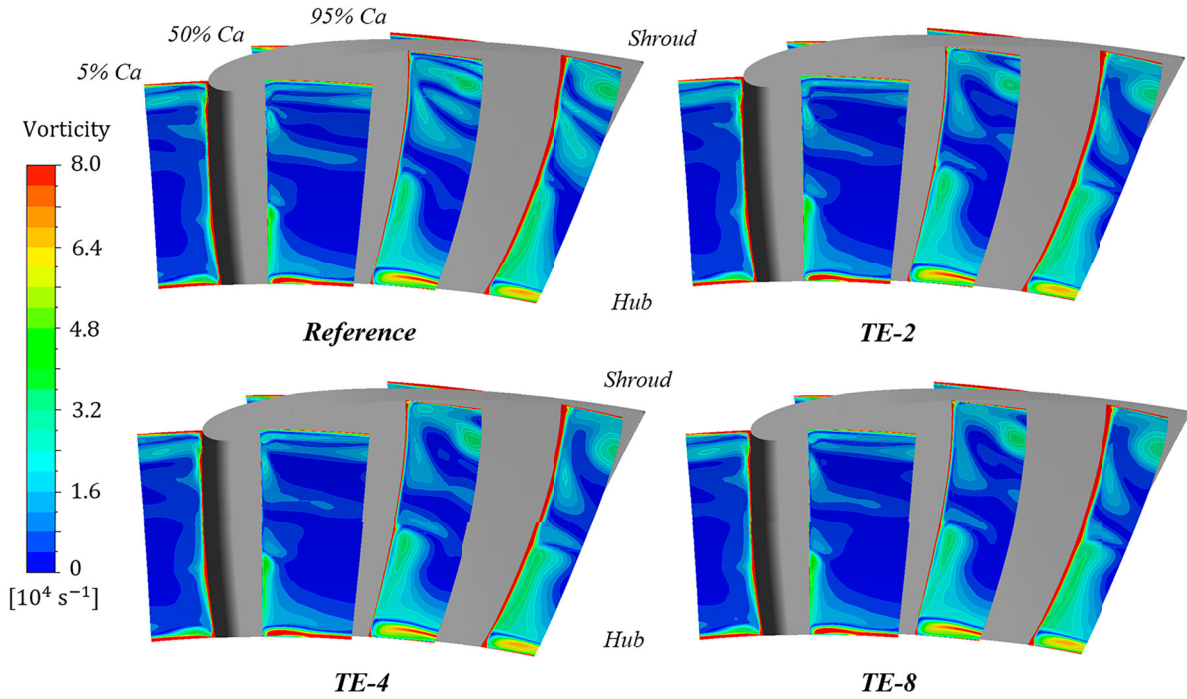 95% Ca
50% Ca
Shroud
5% Ca
Vorticity
8.0
6.4
4.8
3.2
1.6
0
[10⁴ s⁻¹]
Hub
Reference
TE-2
Shroud
Hub
TE-4
TE-8